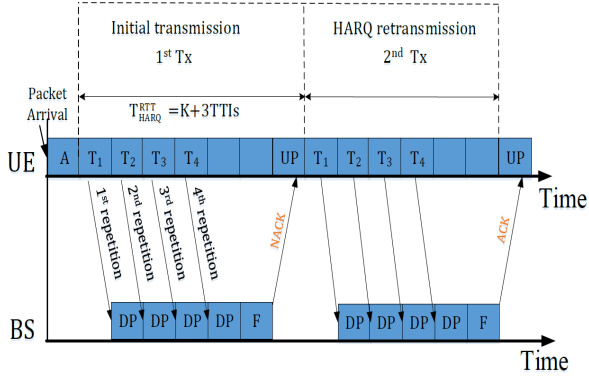 Initial transmission
1st Tx
HARQ retransmission
2nd Tx
Packet
Arrival
T^RTT_HARQ =K+3TTIs
UE
A T1 T2 T3 T4 UP T1 T2 T3 T4 UP
Time
1st repetition
2nd repetition
3rd repetition
4th repetition
NACK
ACK
BS
DP DP DP DP F DP DP DP DP F
Time